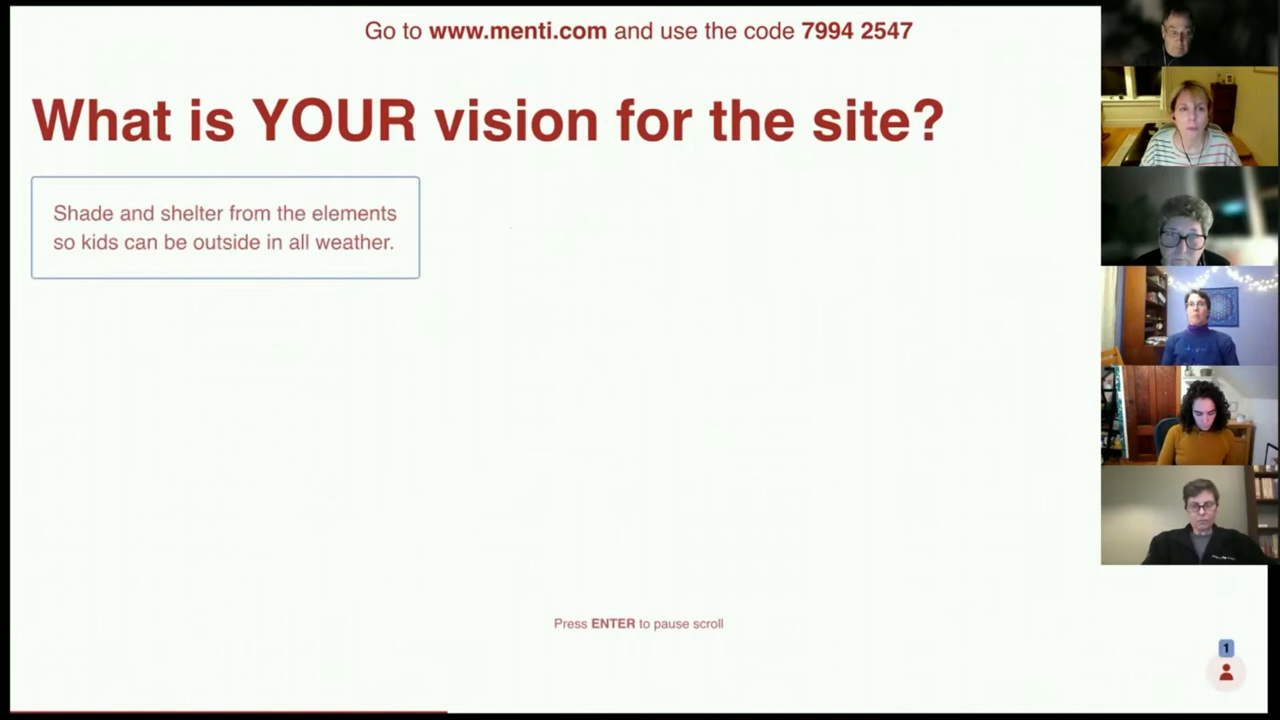 Go to www.menti.com and use the code 7994 2547
What is YOUR vision for the site?
Shade and shelter from the elements
so kids can be outside in all weather.
Press ENTER to pause scroll
1